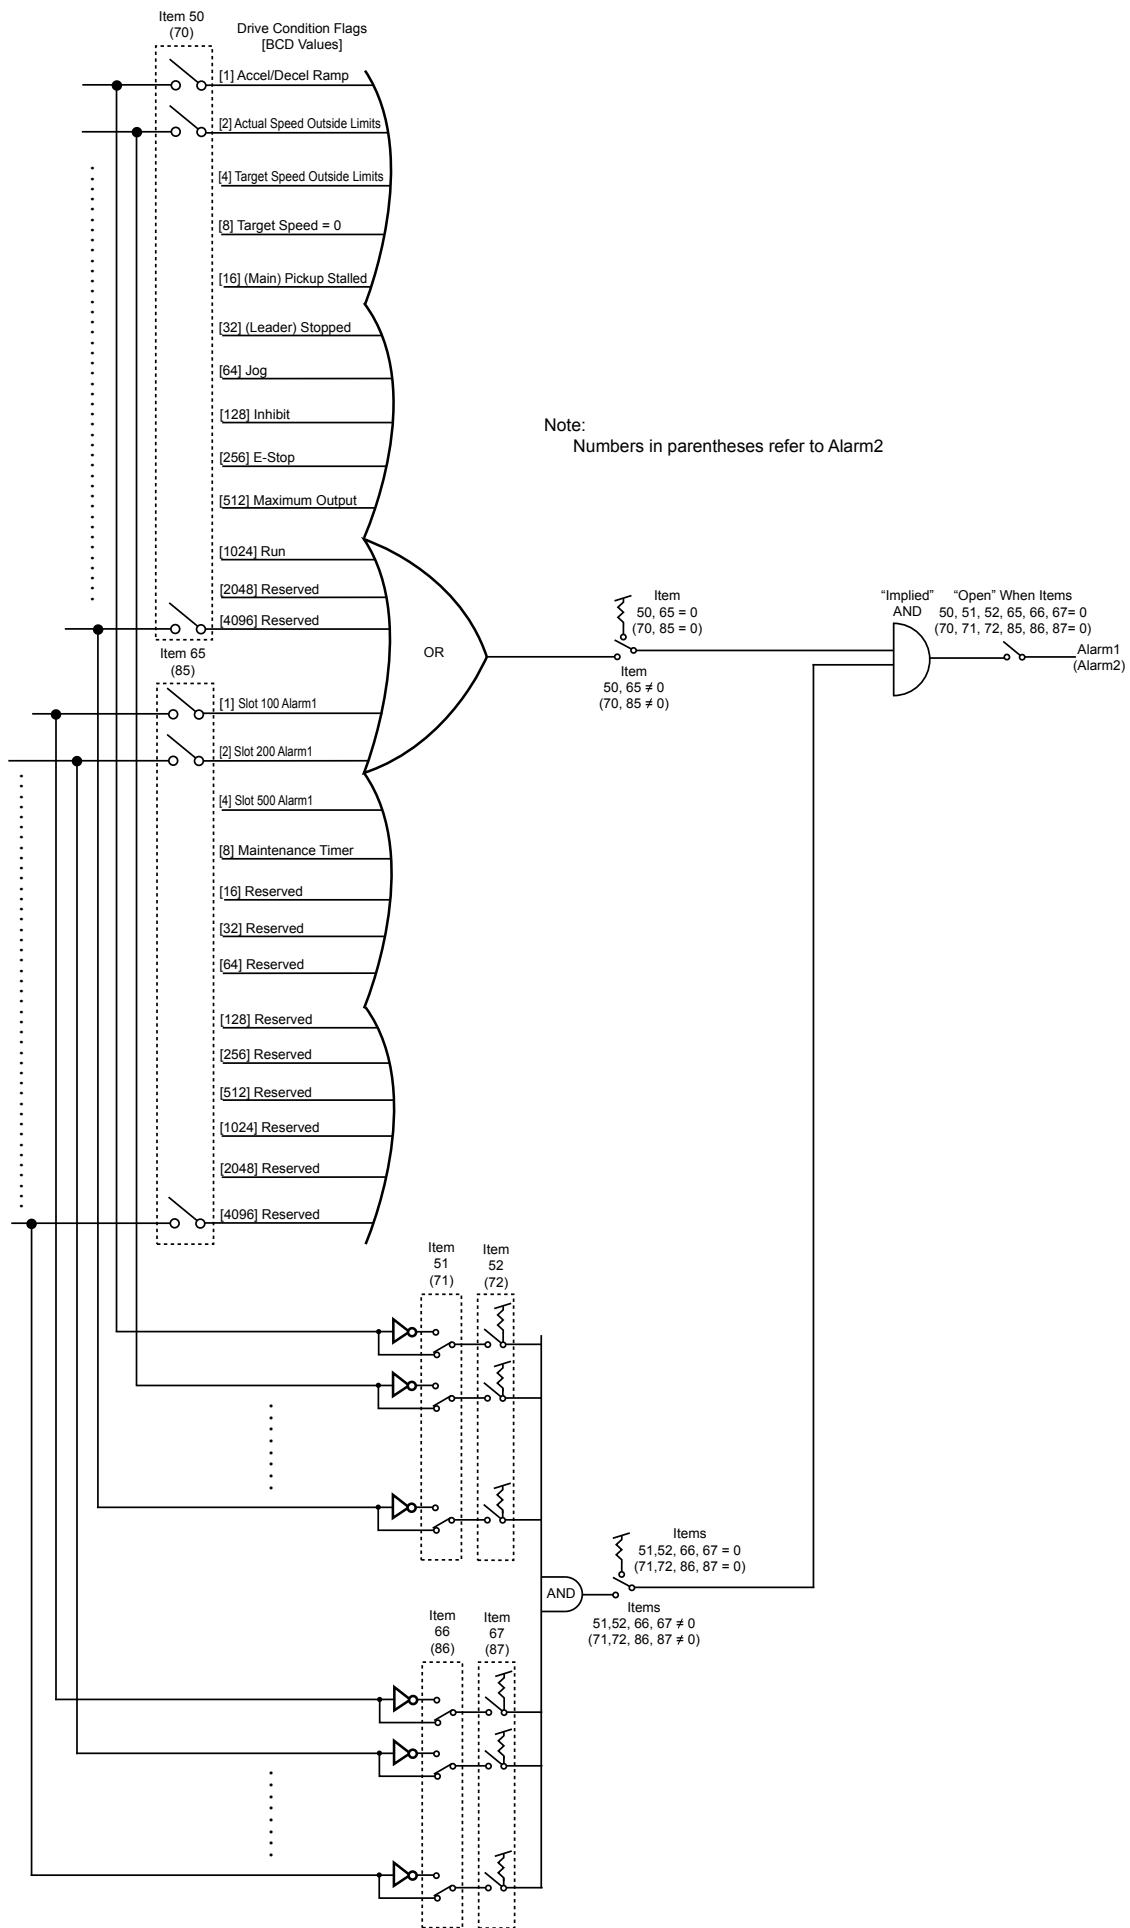 Item 50
(70)
Drive Condition Flags
[BCD Values]
[1] Accel/Decel Ramp
[2] Actual Speed Outside Limits
[4] Target Speed Outside Limits
[8] Target Speed = 0
[16] (Main) Pickup Stalled
[32] (Leader) Stopped
[64] Jog
[128] Inhibit
[256] E-Stop
[512] Maximum Output
[1024] Run
[2048] Reserved
[4096] Reserved
Note:
Numbers in parentheses refer to Alarm2
Item 65
(85)
[1] Slot 100 Alarm1
[2] Slot 200 Alarm1
[4] Slot 500 Alarm1
[8] Maintenance Timer
[16] Reserved
[32] Reserved
[64] Reserved
[128] Reserved
[256] Reserved
[512] Reserved
[1024] Reserved
[2048] Reserved
[4096] Reserved
OR
Item
50, 65 = 0
(70, 85 = 0)
Item
50, 65 ≠ 0
(70, 85 ≠ 0)
“Implied”
AND
“Open” When Items
50, 51, 52, 65, 66, 67= 0
(70, 71, 72, 85, 86, 87= 0)
Alarm1
(Alarm2)
Item
51
(71)
Item
52
(72)
AND
Items
51,52, 66, 67 = 0
(71,72, 86, 87 = 0)
Items
51,52, 66, 67 ≠ 0
(71,72, 86, 87 ≠ 0)
Item
66
(86)
Item
67
(87)